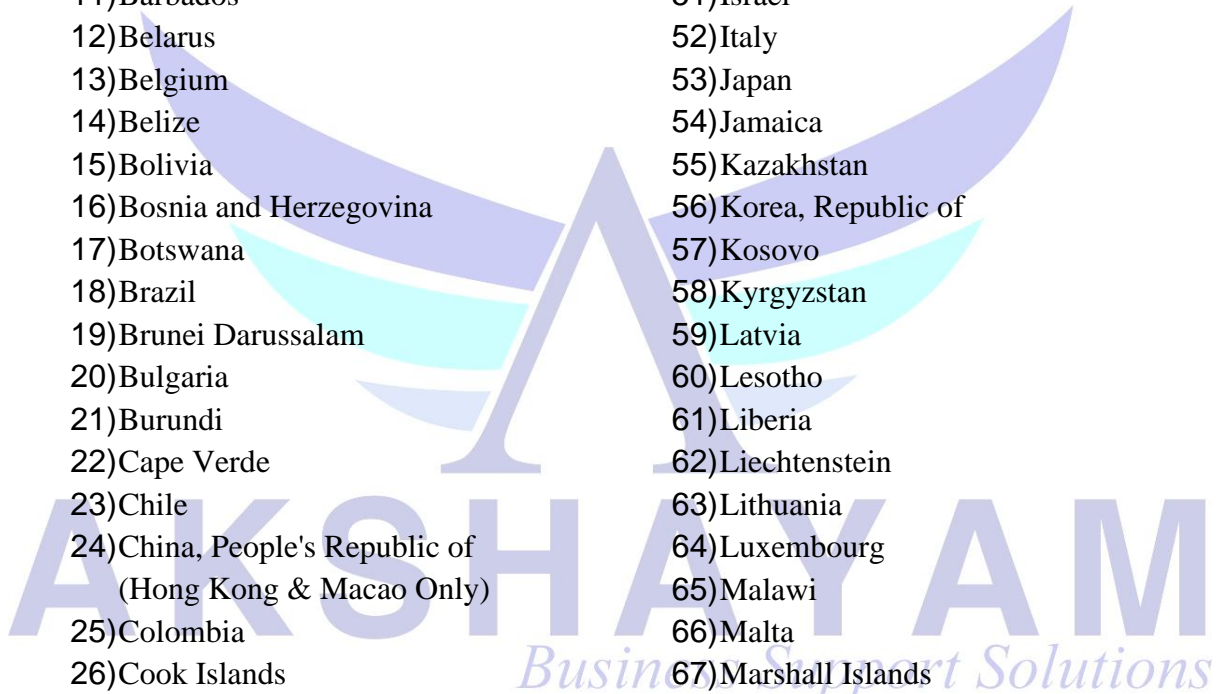 11)Barbados
12)Belarus
13)Belgium
14)Belize
15)Bolivia
16)Bosnia and Herzegovina
17)Botswana
18)Brazil
19)Brunei Darussalam
20)Bulgaria
21)Burundi
22)Cape Verde
23)Chile
24)China, People's Republic of
(Hong Kong & Macao Only)
25)Colombia
26)Cook Islands
51)Israel
52)Italy
53)Japan
54)Jamaica
55)Kazakhstan
56)Korea, Republic of
57)Kosovo
58)Kyrgyzstan
59)Latvia
60)Lesotho
61)Liberia
62)Liechtenstein
63)Lithuania
64)Luxembourg
65)Malawi
66)Malta
67)Marshall Islands
AKSHAYAM
Business Support Solutions